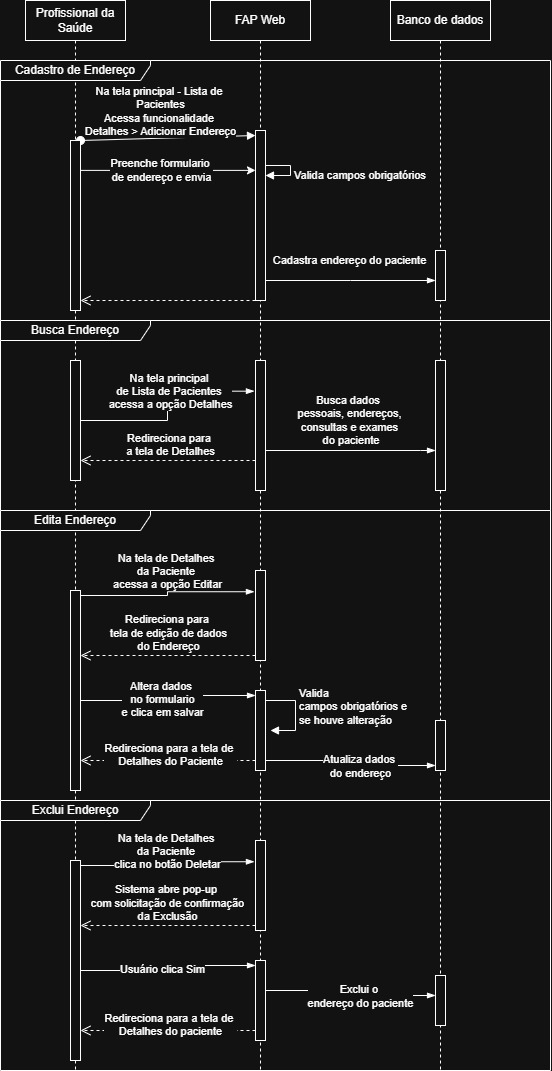 Profissional da
Saúde
FAP Web
Banco de dados
Cadastro de Endereço
Na tela principal - Lista de
Pacientes
Acessa funcionalidade
Detalhes > Adicionar Endereço
Preenche formulario
de endereço e envia
Valida campos obrigatórios
Cadastra endereço do paciente
Busca Endereço
Na tela principal
de Lista de Pacientes
acessa a opção Detalhes
Busca dados
pessoais, endereços,
consultas e exames
do paciente
Redireciona para
a tela de Detalhes
Edita Endereço
Na tela de Detalhes
da Paciente
acessa a opção Editar
Redireciona para
tela de edição de dados
do Endereço
Altera dados
no formulario
e clica em salvar
Valida
campos obrigatórios e
se houve alteração
Redireciona para a tela de
Detalhes do Paciente
Atualiza dados
do endereço
Exclui Endereço
Na tela de Detalhes
da Paciente
clica no botão Deletar
Sistema abre pop-up
com solicitação de confirmação
da Exclusão
Usuário clica Sim
Exclui o
endereço do paciente
Redireciona para a tela de
Detalhes do paciente